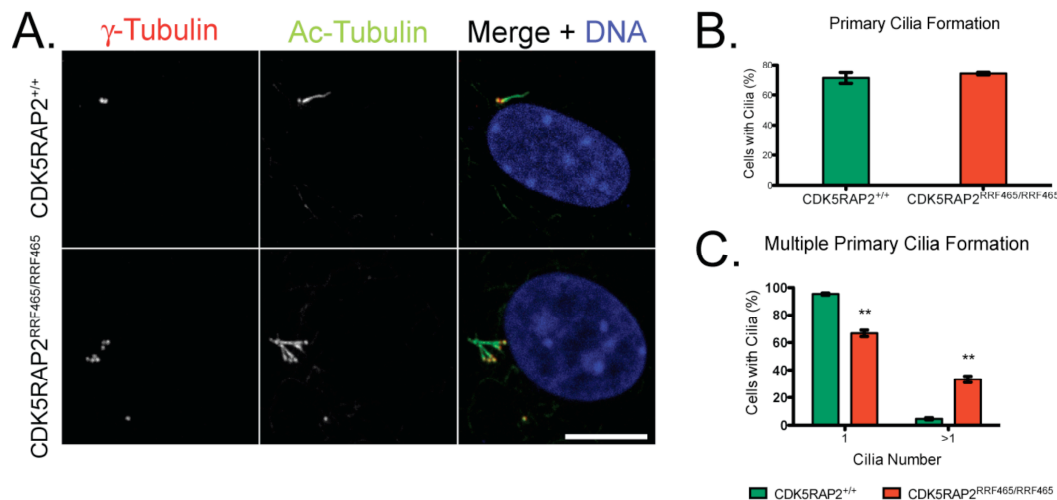 A.
γ-Tubulin
Ac-Tubulin
Merge + DNA
CDK5RAP2+/+
CDK5RAP2RRF465/RRF465
B.
Primary Cilia Formation
Cells with Cilia (%)
80
60
40
20
0
CDK5RAP2+/+
CDK5RAP2RRF465/RRF465
C.
Multiple Primary Cilia Formation
Cells with Cilia (%)
100
80
60
40
20
0
**
**
1
>1
Cilia Number
CDK5RAP2+/+
CDK5RAP2RRF465/RRF465